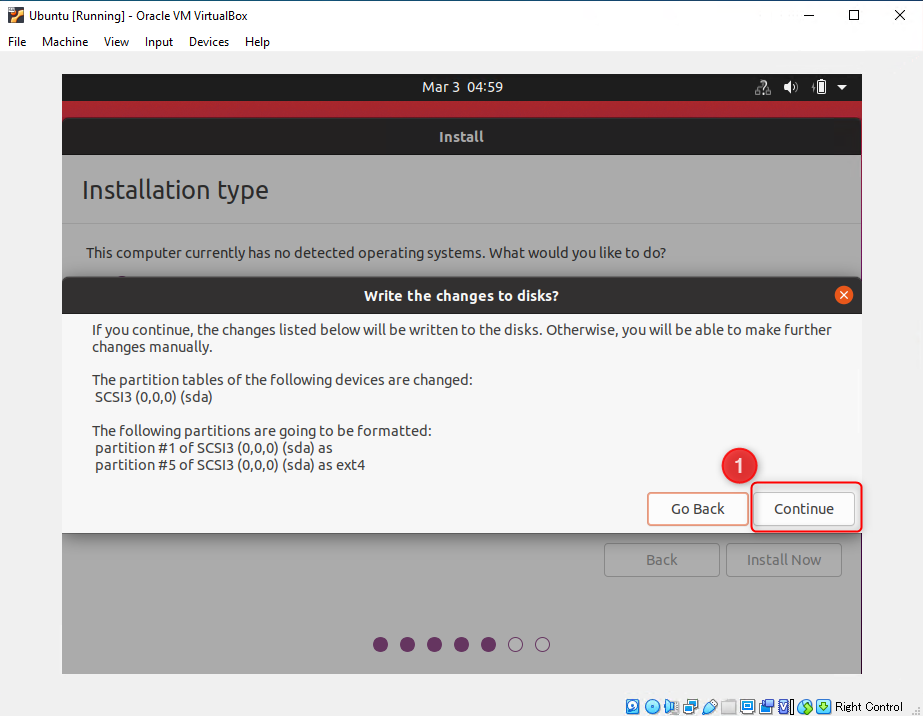 Ubuntu [Running] - Oracle VM VirtualBox
File Machine View Input Devices Help
Mar 3 04:59
Install
Installation type
This computer currently has no detected operating systems. What would you like to do?
Write the changes to disks?
If you continue, the changes listed below will be written to the disks. Otherwise, you will be able to make further
changes manually.
The partition tables of the following devices are changed:
SCSI3 (0,0,0) (sda)
The following partitions are going to be formatted:
partition #1 of SCSI3 (0,0,0) (sda) as
partition #5 of SCSI3 (0,0,0) (sda) as ext4
1
Go Back Continue
Back Install Now
Right Control